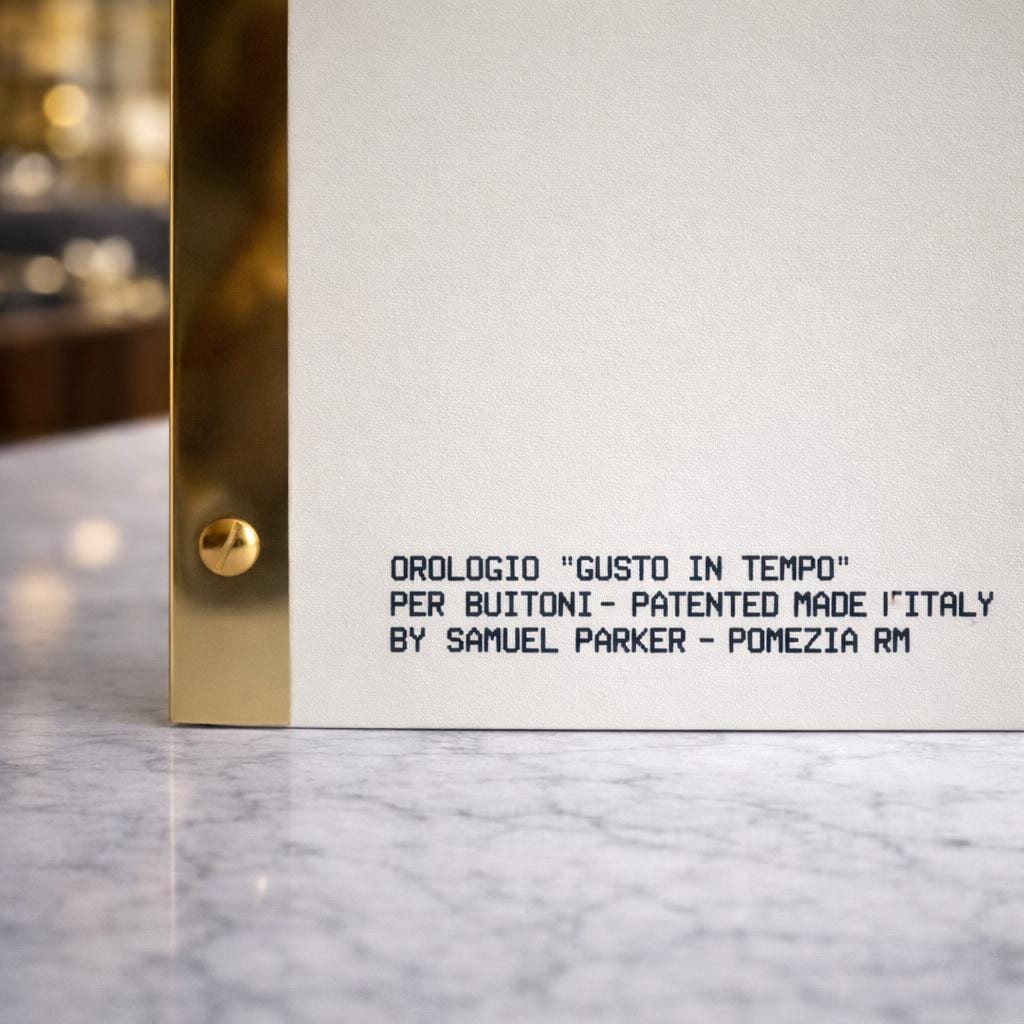 OROLOGIO "GUSTO IN TEMPO"
PER BUITONI - PATENTED MADE I'ITALY
BY SAMUEL PARKER - POMEZIA RM